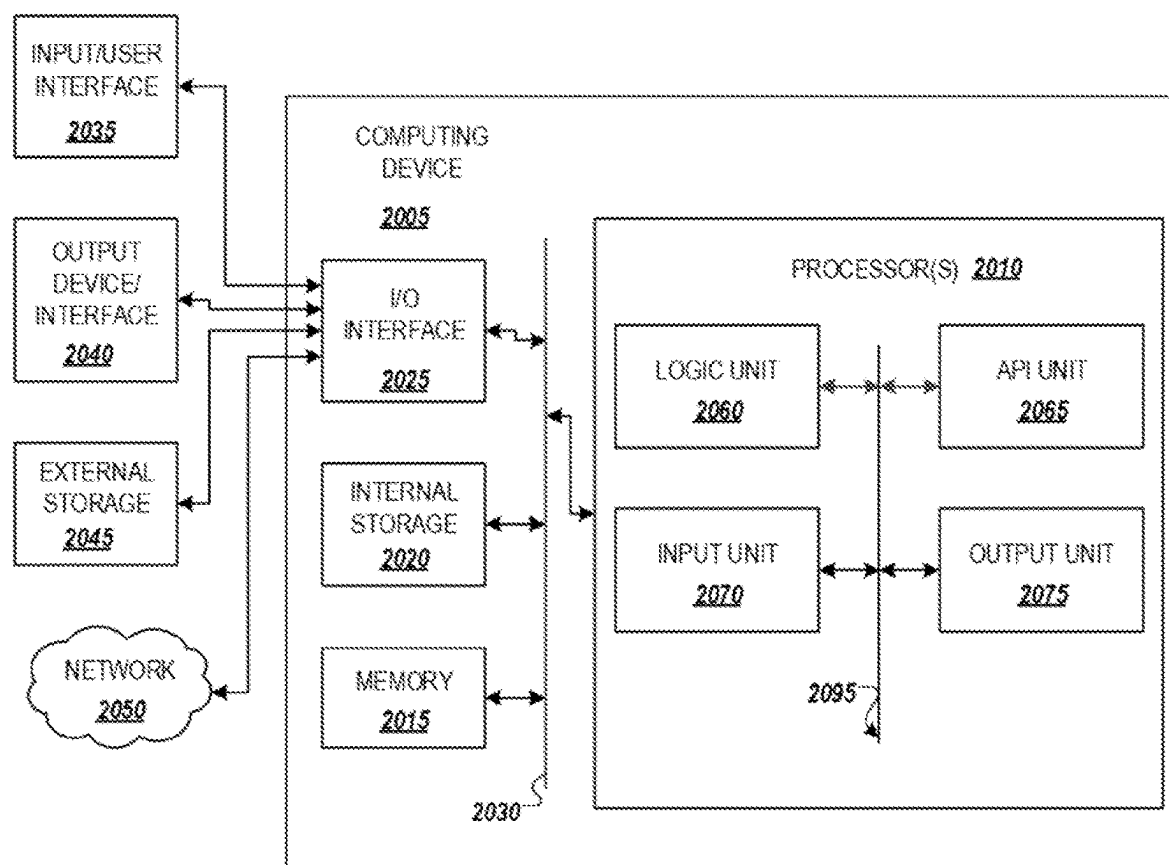 INPUT/USER
INTERFACE
2035
OUTPUT
DEVICE/
INTERFACE
2040
EXTERNAL
STORAGE
2045
NETWORK
2050
COMPUTING
DEVICE
2005
I/O
INTERFACE
2025
INTERNAL
STORAGE
2020
MEMORY
2015
2030
PROCESSOR(S) 2010
LOGIC UNIT
2060
API UNIT
2065
INPUT UNIT
2070
OUTPUT UNIT
2075
2095